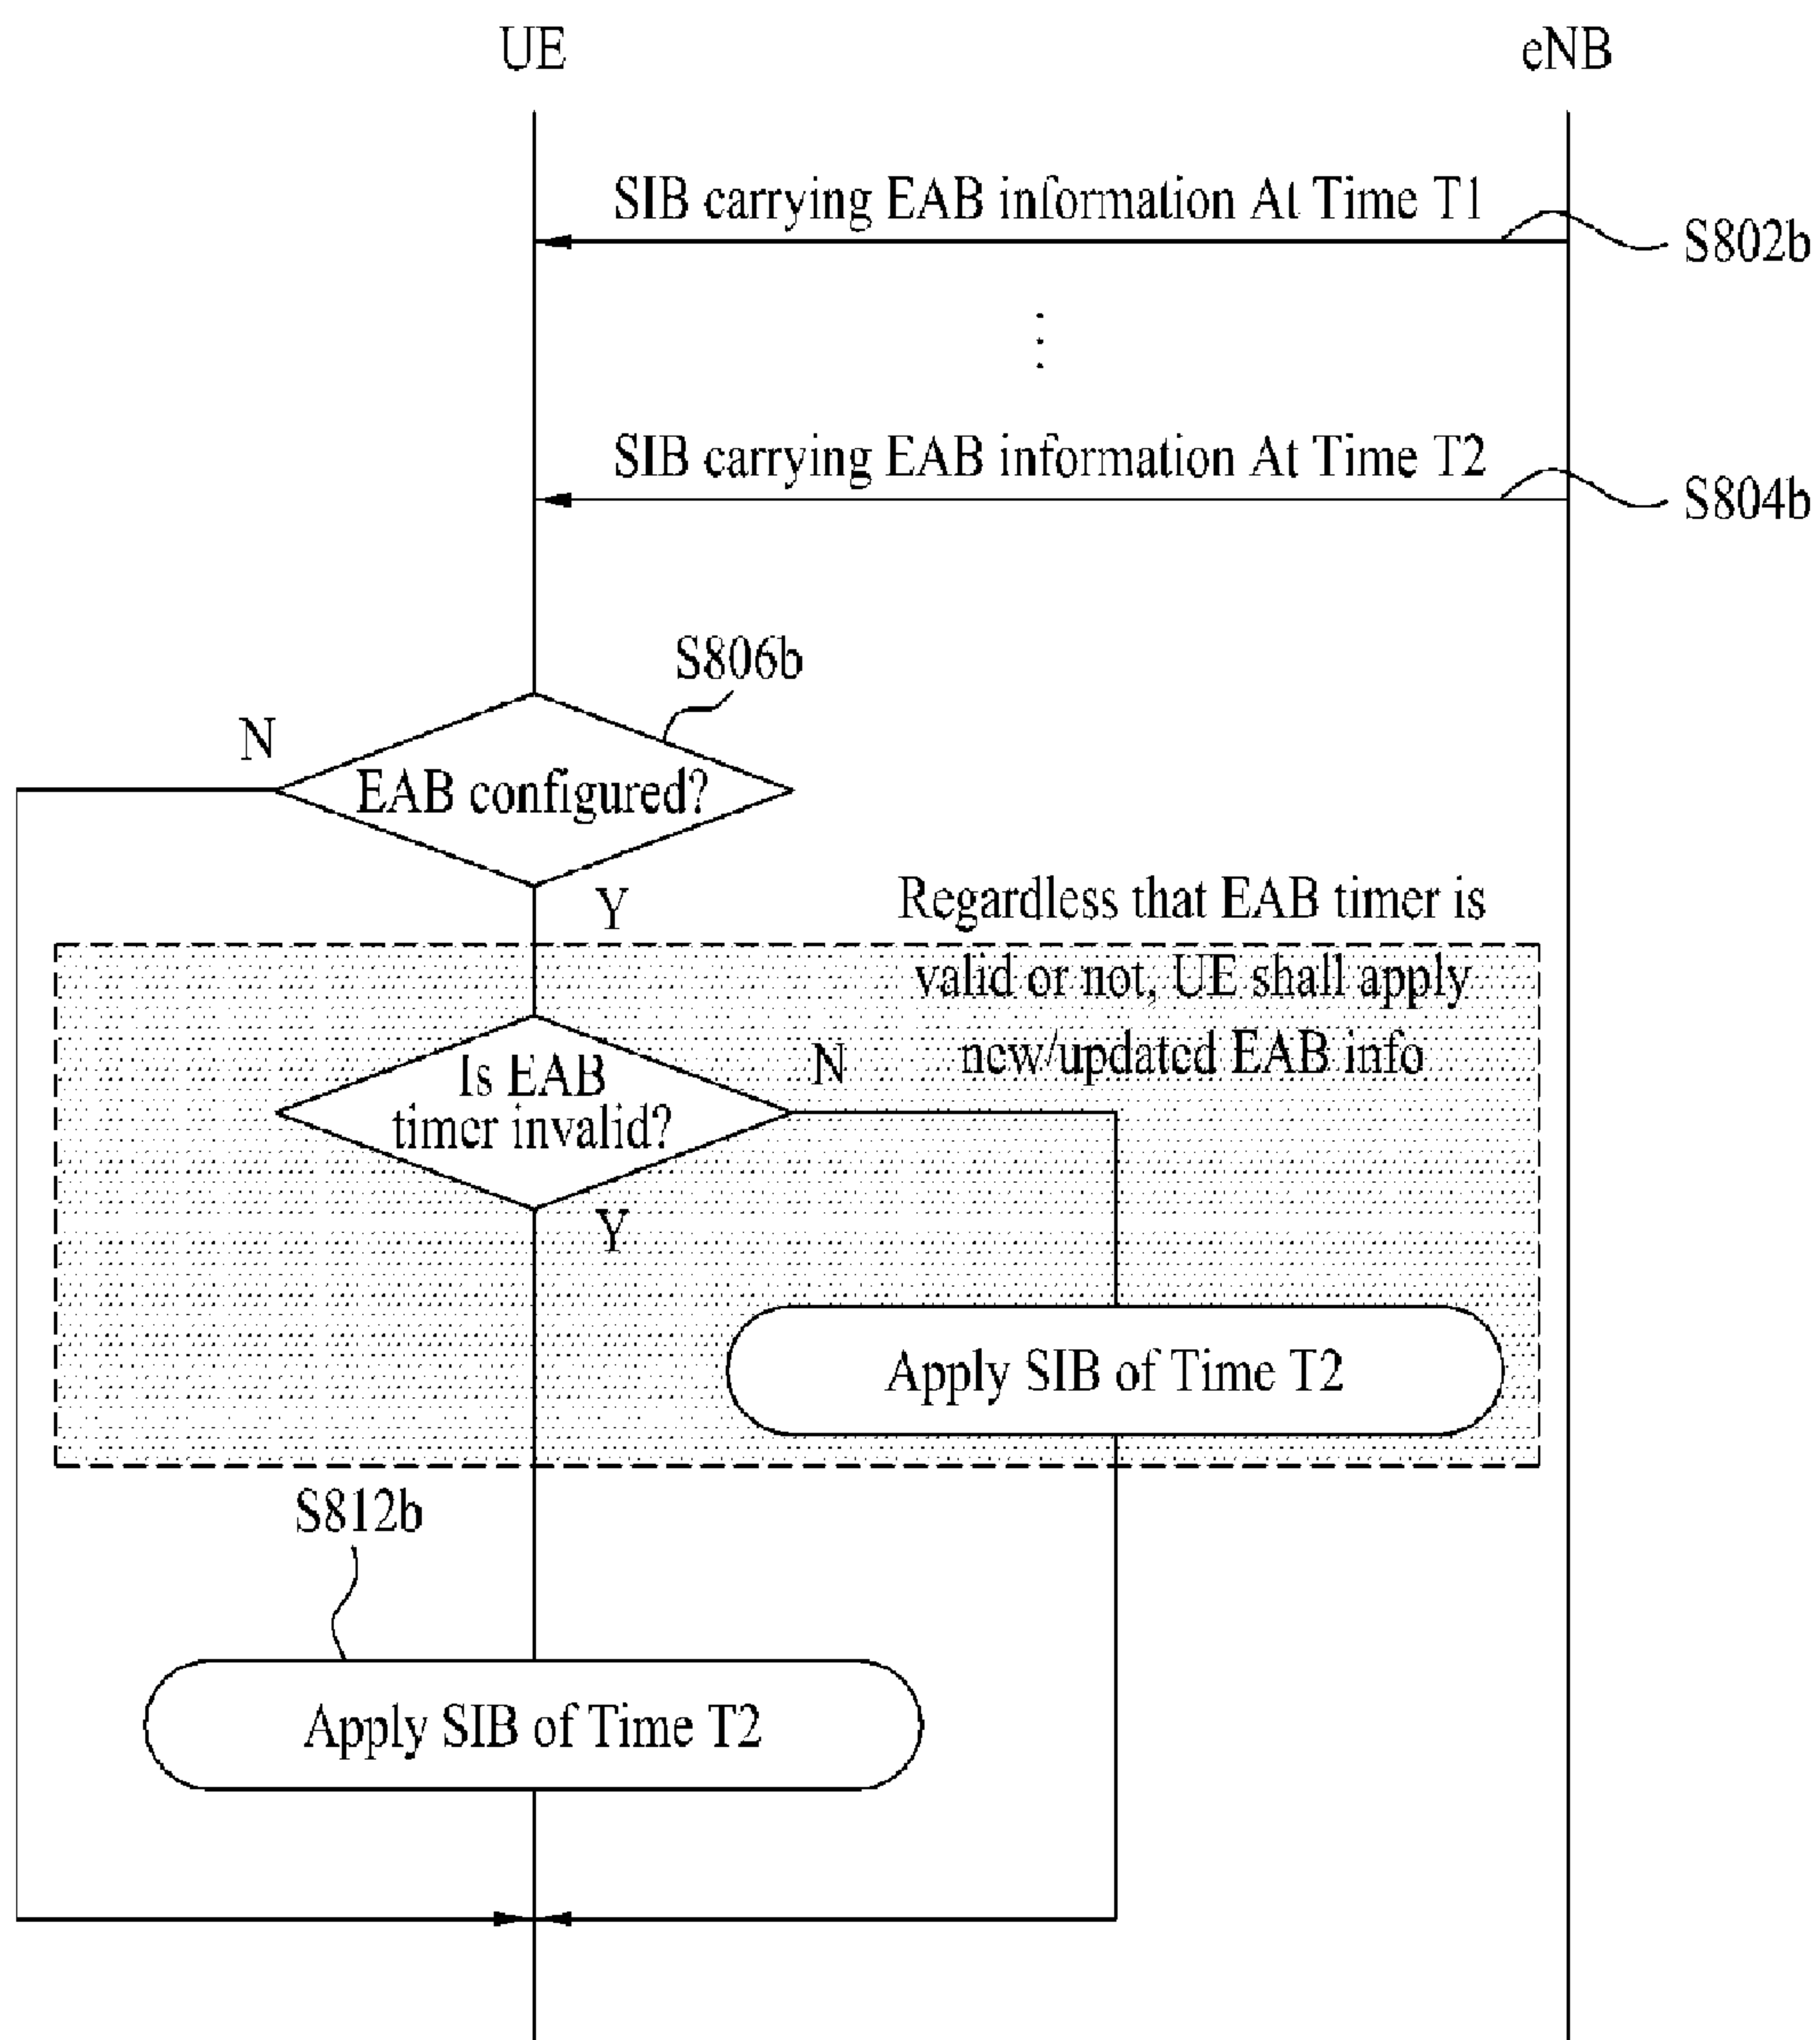 UE
eNB
SIB carrying EAB information At Time T1
S802b
SIB carrying EAB information At Time T2
S804b
S806b
N
EAB configured?
Y
Regardless that EAB timer is
valid or not, UE shall apply
new/updated EAB info
Is EAB
timer invalid?
N
Y
Apply SIB of Time T2
S812b
Apply SIB of Time T2